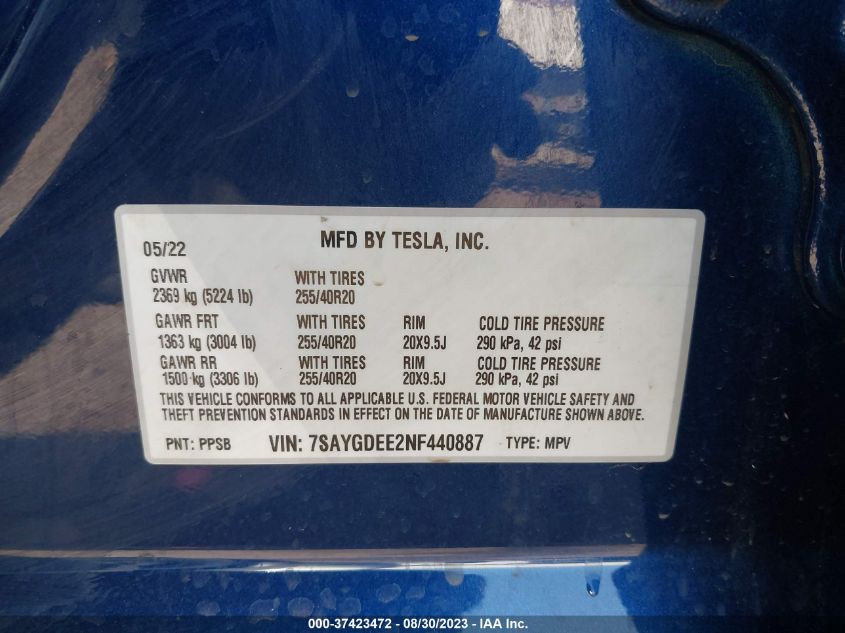 05/22 MFD BY TESLA, INC.
GVWR WITH TIRES
2369 kg (5224 lb) 255/40R20
GAWR FRT WITH TIRES RIM COLD TIRE PRESSURE
1363 kg (3004 lb) 255/40R20 20X9.5J 290 kPa, 42 psi
GAWR RR WITH TIRES RIM COLD TIRE PRESSURE
1500 kg (3306 lb) 255/40R20 20X9.5J 290 kPa, 42 psi
THIS VEHICLE CONFORMS TO ALL APPLICABLE U.S. FEDERAL MOTOR VEHICLE SAFETY AND
THEFT PREVENTION STANDARDS IN EFFECT ON THE DATE OF MANUFACTURE SHOWN ABOVE.
PNT: PPSB VIN: 7SAYGDEE2NF440887 TYPE: MPV
000-37423472 - 08/30/2023 - IAA Inc.